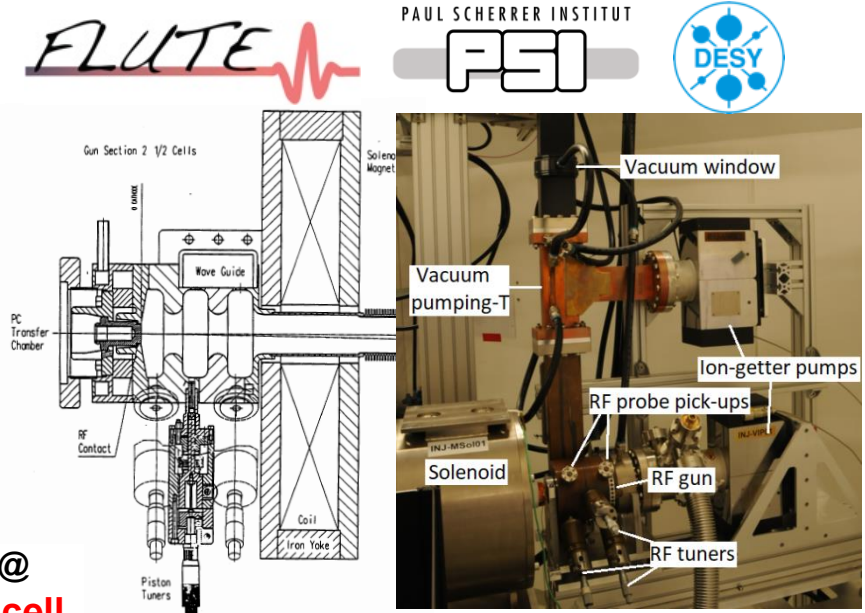 FLUTE
PAUL SCHERRER INSTITUT
PSI
DESY
Gun Section 2 1/2 Cells
Wave Guide
PC
Transfer
Chamber
RF
Contact
Coil
Iron Yoke
Piston
Tuners
@
cell
Vacuum window
Vacuum
pumping-T
Ion-getter pumps
RF probe pick-ups
INJ-MSol01
Solenoid
RF gun
RF tuners